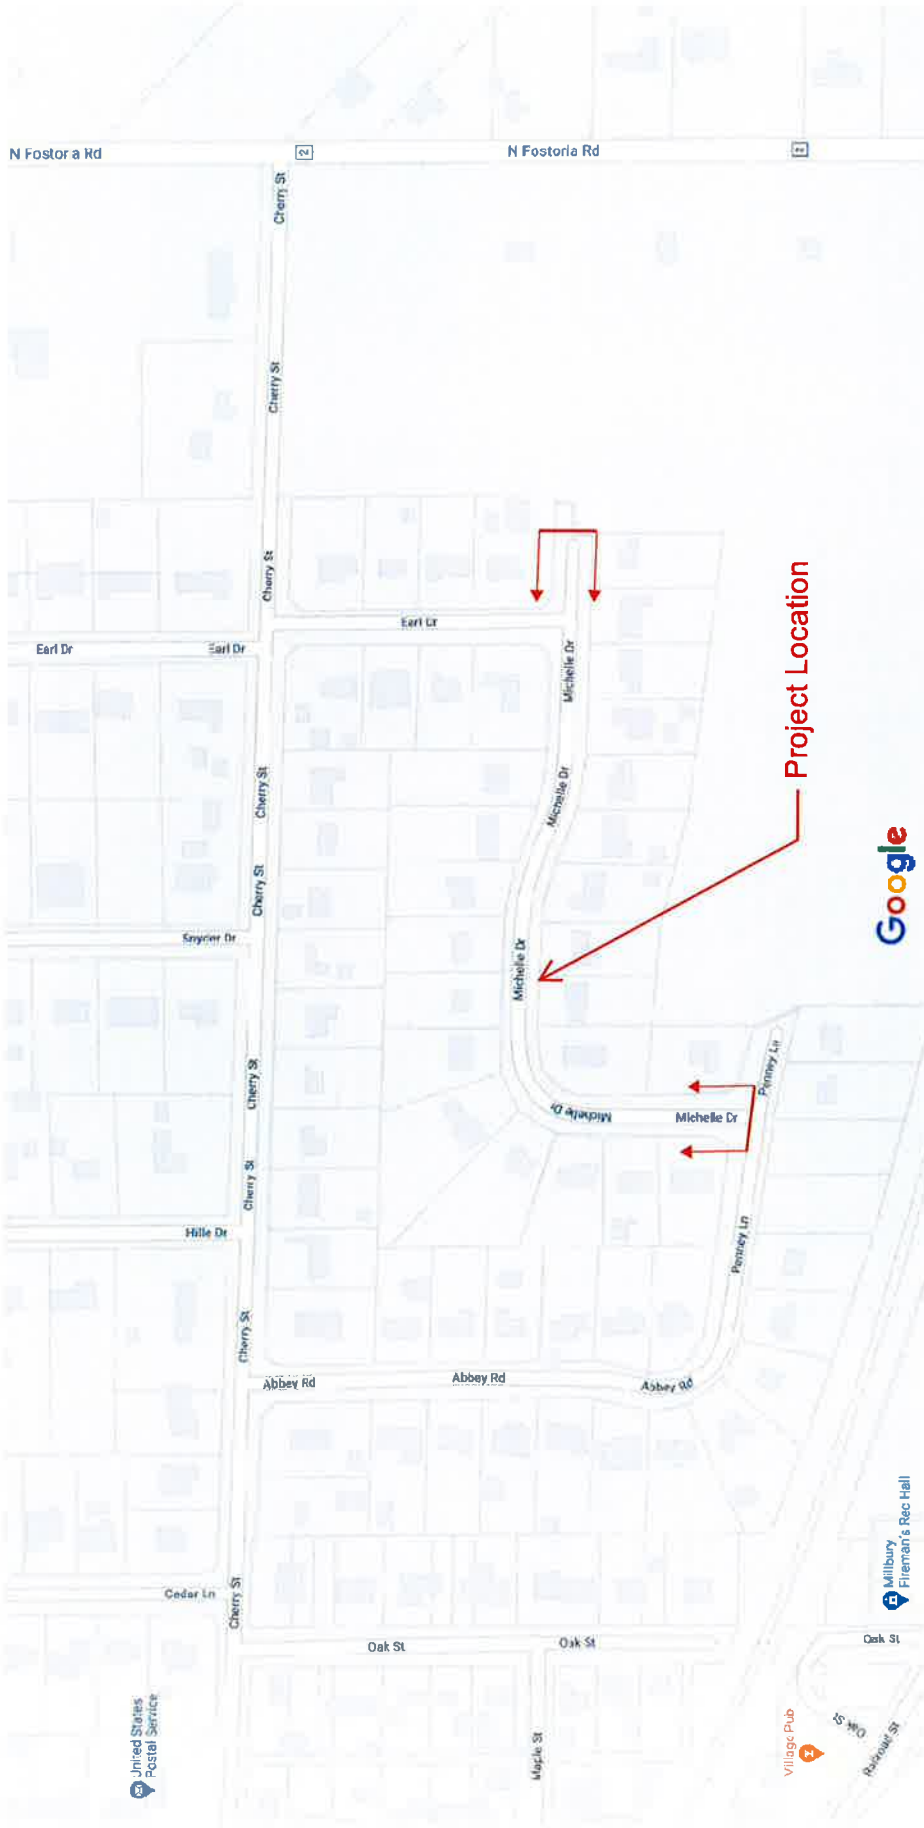 N Fostoria Rd
2
N Fostoria Rd
2
Cherry St
Cherry St
Cherry St
Earl Dr
Earl Dr
Earl Dr
Michelle Dr
Project Location
Cherry St
Michelle Dr
Cherry St
Snyder Dr
Michelle Dr
Google
Cherry St
Penney Ln
Michelle Dr
Michelle Dr
Cherry St
Hille Dr
Penney Ln
Cherry St
Abbey Rd
Abbey Rd
Abbey Rd
Millbury
Fireman's Rec Hall
Cedar Ln
Cherry St
Oak St
Oak St
Oak St
United States
Postal Service
Maple St
Village Pub
Oak St
Railroad St